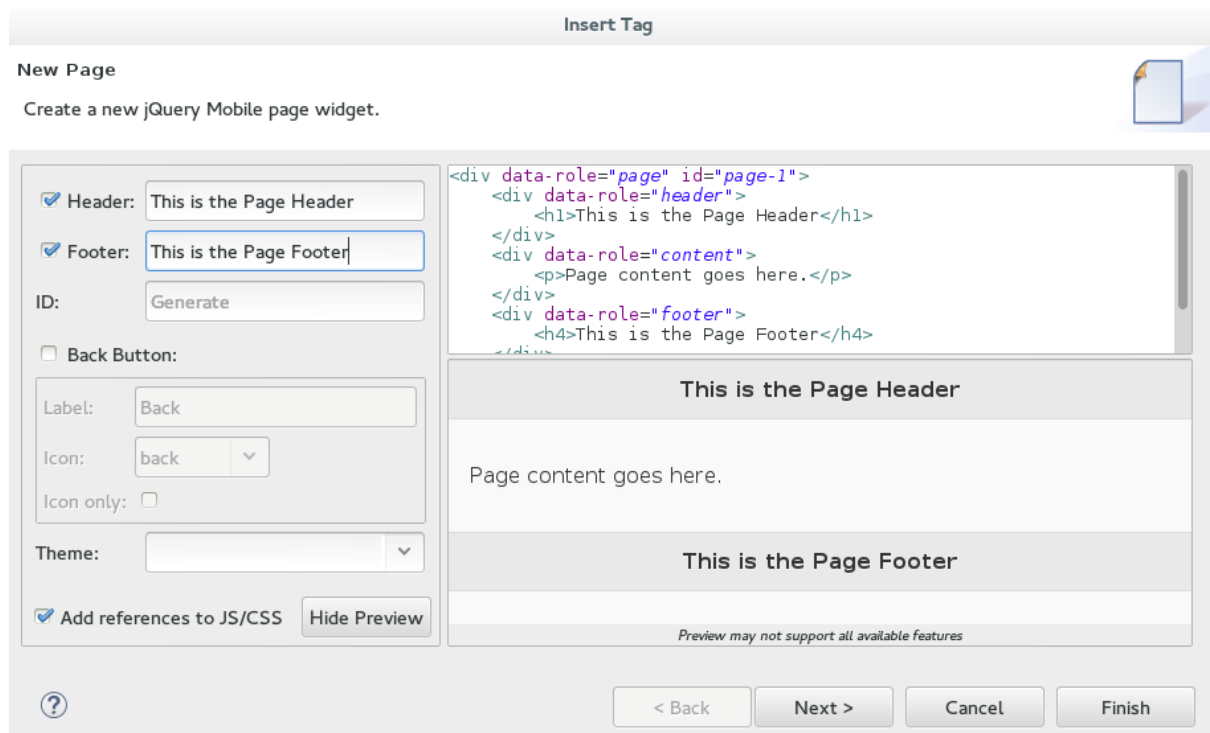 Insert Tag
New Page
Create a new jQuery Mobile page widget.
Header: This is the Page Header
Footer: This is the Page Footer
ID: Generate
Back Button:
Label: Back
Icon: back
Icon only:
Theme:
Add references to JS/CSS Hide Preview
<div data-role="page" id="page-1">
<div data-role="header">
<h1>This is the Page Header</h1>
</div>
<div data-role="content">
<p>Page content goes here.</p>
</div>
<div data-role="footer">
<h4>This is the Page Footer</h4>
</div>
This is the Page Header
Page content goes here.
This is the Page Footer
Preview may not support all available features
? < Back Next > Cancel Finish